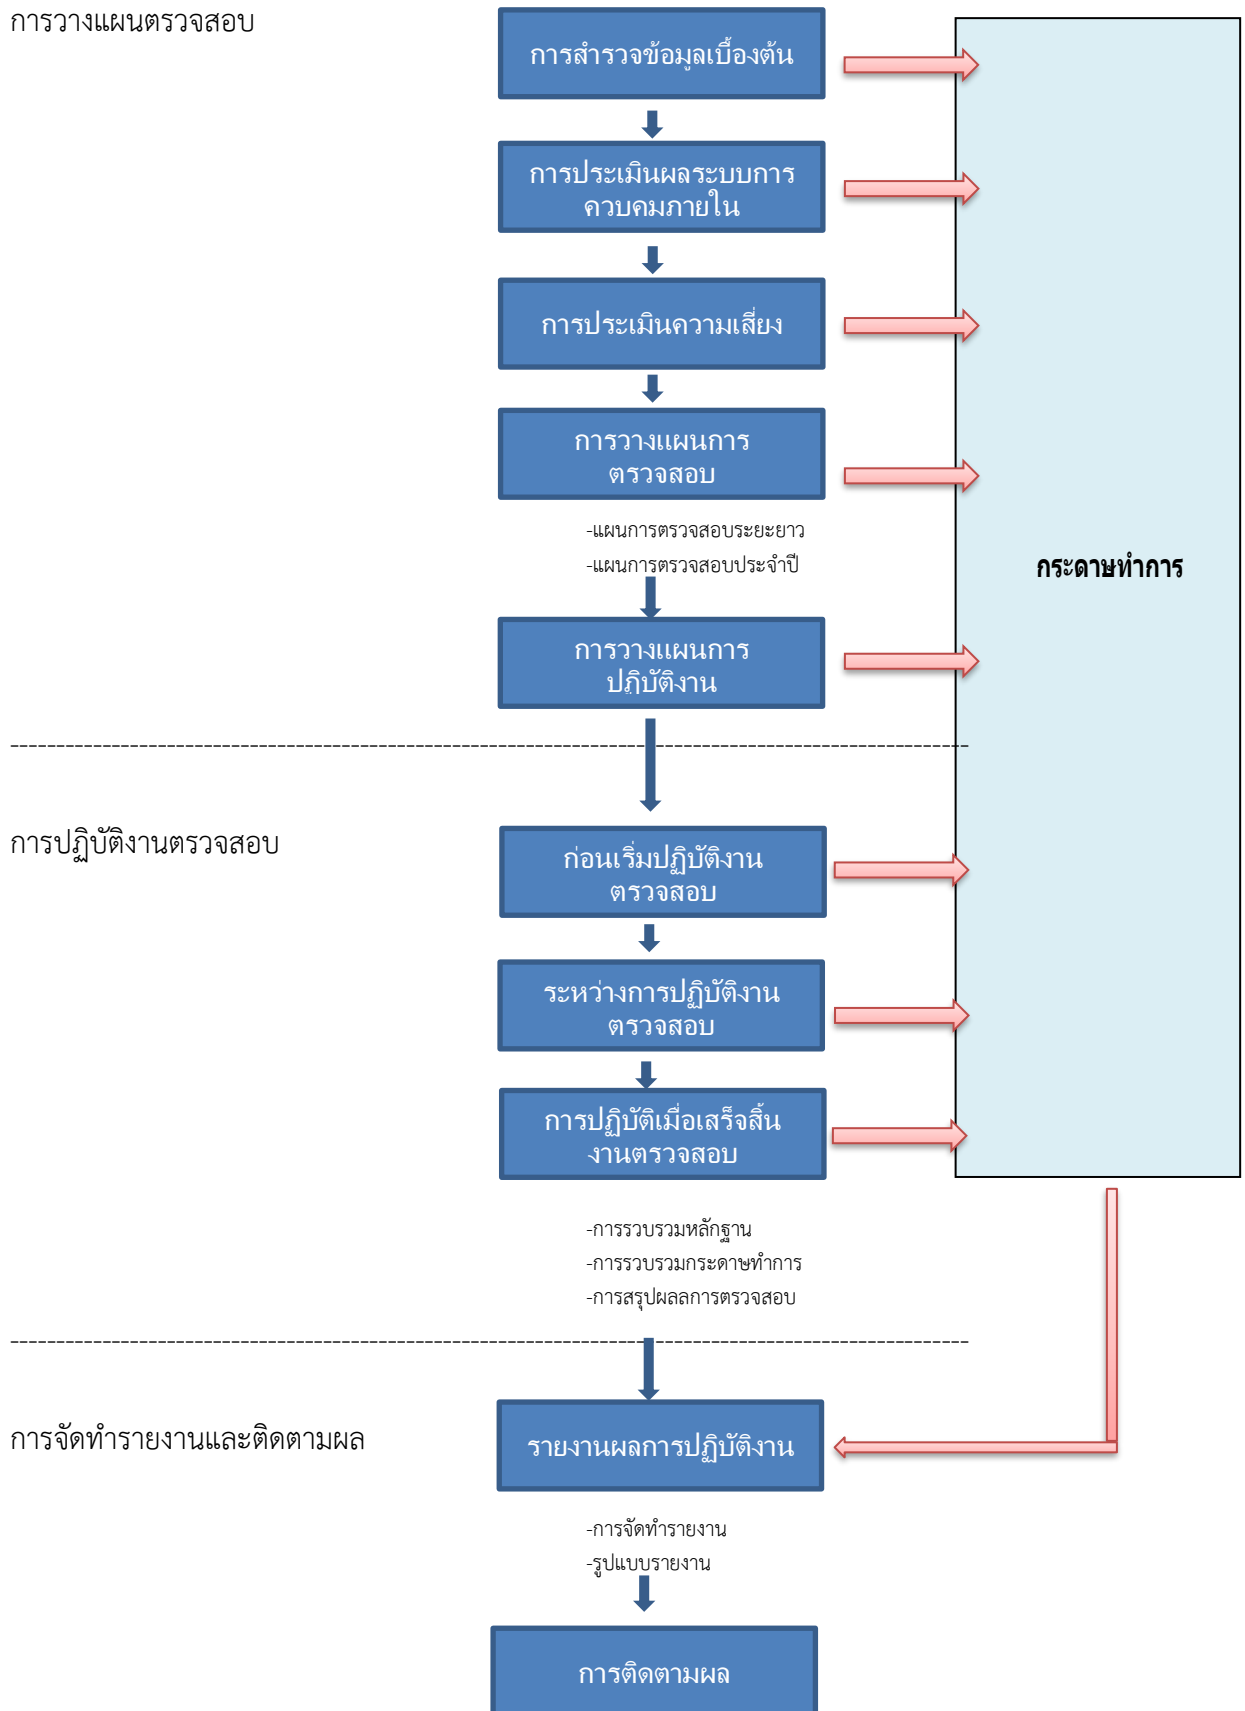 การวางแผนตรวจสอบ
การสำรวจข้อมูลเบื้องต้น
การประเมินผลระบบการ
ควบคมภายใน
การประเมินความเสี่ยง
การวางแผนการ
ตรวจสอบ
-แผนการตรวจสอบระยะยาว
-แผนการตรวจสอบประจำปี
กระดาษทำการ
การวางแผนการ
ปฏิบัติงาน
การปฏิบัติงานตรวจสอบ
ก่อนเริ่มปฏิบัติงาน
ตรวจสอบ
ระหว่างการปฏิบัติงาน
ตรวจสอบ
การปฏิบัติเมื่อเสร็จสิ้น
งานตรวจสอบ
-การรวบรวมหลักฐาน
-การรวบรวมกระดาษทำการ
-การสรุปผลลการตรวจสอบ
การจัดทำรายงานและติดตามผล
รายงานผลการปฏิบัติงาน
-การจัดทำรายงาน
-รูปแบบรายงาน
การติดตามผล